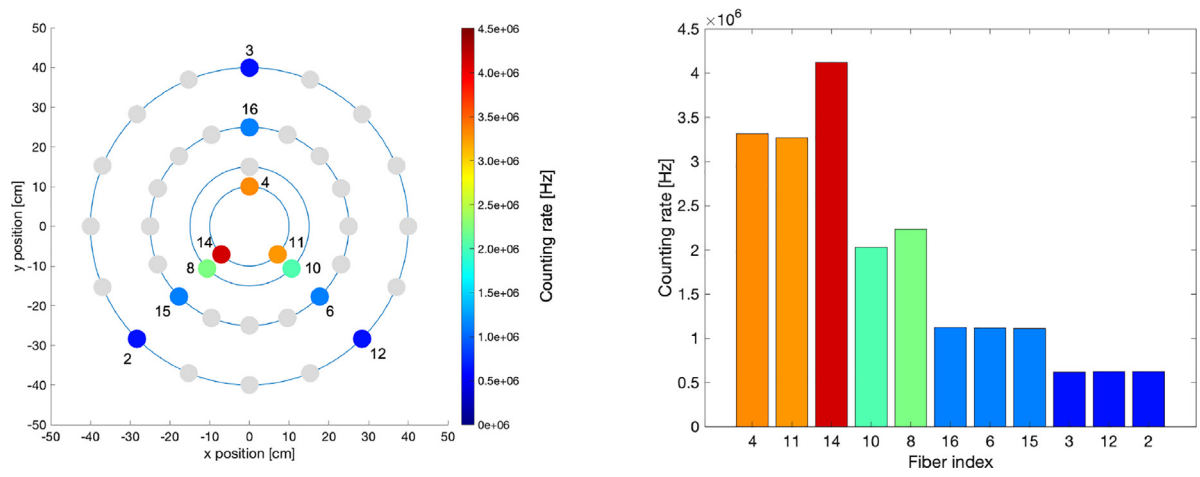 50
40
30
20
10
0
-10
-20
-30
-40
-50
y position [cm]
-50 -40 -30 -20 -10 0 10 20 30 40 50
x position [cm]
3
16
4
14 11
8 10
15 6
2 12
4.5e+06
4.0e+06
3.5e+06
3.0e+06
2.5e+06
2.0e+06
1.5e+06
1.0e+06
0.5e+06
0e+06
Counting rate [Hz]
×10⁶
4.5
4
3.5
3
2.5
2
1.5
1
0.5
0
Counting rate [Hz]
4 11 14 10 8 16 6 15 3 12 2
Fiber index